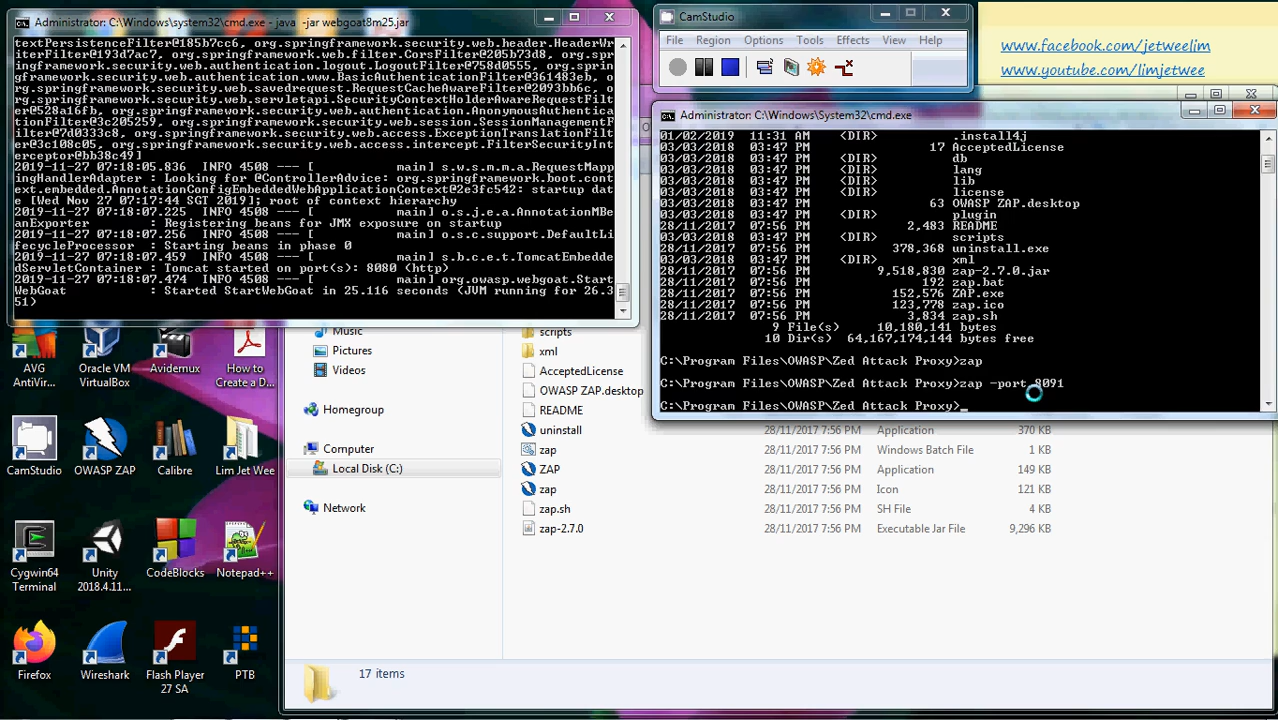 Administrator: C:\Windows\system32\cmd.exe - java -jar webgoat8m25.jar
textPersistenceFilter@185b7cc6, org.springframework.security.web.header.HeaderWr
iterFilter@193d7ac7, org.springframework.web.filter.CorsFilter@205b73d8, org.spr
ingframework.security.web.authentication.logout.LogoutFilter@758d0555, org.sprin
gframework.security.web.authentication.www.BasicAuthenticationFilter@361483eb, o
rg.springframework.security.web.savedrequest.RequestCacheAwareFilter@2093bb6c, o
rg.springframework.security.web.servletapi.SecurityContextHolderAwareRequestFilt
er@528a16fb, org.springframework.security.web.authentication.AnonymousAuthentica
tionFilter@3c205259, org.springframework.security.web.session.SessionManagementF
ilter@7d0333c8, org.springframework.security.web.access.ExceptionTranslationFilt
er@3c108c05, org.springframework.security.web.access.intercept.FilterSecurityInt
erceptor@bb38c49]
2019-11-27 07:18:05.836  INFO 4508 --- [           main] s.w.s.m.m.a.RequestMapp
ingHandlerAdapter : Looking for @ControllerAdvice: org.springframework.boot.cont
ext.embedded.AnnotationConfigEmbeddedWebApplicationContext@2e3fc542: startup dat
e [Wed Nov 27 07:17:44 SGT 2019]; root of context hierarchy
2019-11-27 07:18:07.225  INFO 4508 --- [           main] o.s.j.e.a.AnnotationMBe
anExporter : Registering beans for JMX exposure on startup
2019-11-27 07:18:07.256  INFO 4508 --- [           main] o.s.c.support.DefaultLi
fecycleProcessor : Starting beans in phase 0
2019-11-27 07:18:07.459  INFO 4508 --- [           main] s.b.c.e.t.TomcatEmbedde
dServletContainer : Tomcat started on port(s): 8080 (http)
2019-11-27 07:18:07.474  INFO 4508 --- [           main] org.owasp.webgoat.Start
WebGoat : Started StartWebGoat in 25.116 seconds (JVM running for 26.3
51)
CamStudio
File Region Options Tools Effects View Help
www.facebook.com/jetweelim
www.youtube.com/limjetwee
Administrator: C:\Windows\System32\cmd.exe
01/02/2019 11:31 AM <DIR> .install4j
03/03/2018 03:47 PM 17 AcceptedLicense
03/03/2018 03:47 PM <DIR> db
03/03/2018 03:47 PM <DIR> lang
03/03/2018 03:47 PM <DIR> lib
03/03/2018 03:47 PM <DIR> license
03/03/2018 03:47 PM 63 OWASP ZAP.desktop
03/03/2018 03:47 PM <DIR> plugin
28/11/2017 07:56 PM 2,483 README
03/03/2018 03:47 PM <DIR> scripts
28/11/2017 07:56 PM 378,368 uninstall.exe
03/03/2018 03:47 PM <DIR> xml
28/11/2017 07:56 PM 9,518,830 zap-2.7.0.jar
28/11/2017 07:56 PM 192 zap.bat
28/11/2017 07:56 PM 152,576 ZAP.exe
28/11/2017 07:56 PM 123,778 zap.ico
28/11/2017 07:56 PM 3,834 zap.sh
9 File(s) 10,180,141 bytes
10 Dir(s) 64,167,174,144 bytes free
C:\Program Files\OWASP\Zed Attack Proxy>zap
C:\Program Files\OWASP\Zed Attack Proxy>zap -port 8091
C:\Program Files\OWASP\Zed Attack Proxy>_
Music
Pictures
Videos
Homegroup
Computer
Local Disk (C:)
Network
scripts
xml
AcceptedLicense
OWASP ZAP.desktop
README
uninstall 28/11/2017 7:56 PM Application 370 KB
zap 28/11/2017 7:56 PM Windows Batch File 1 KB
ZAP 28/11/2017 7:56 PM Application 149 KB
zap 28/11/2017 7:56 PM Icon 121 KB
zap.sh 28/11/2017 7:56 PM SH File 4 KB
zap-2.7.0 28/11/2017 7:56 PM Executable Jar File 9,296 KB
17 items
AVG
AntiVir...
Oracle VM
VirtualBox
Avidemux
How to
Create a D...
CamStudio
OWASP ZAP
Calibre
Lim Jet Wee
Cygwin64
Terminal
Unity
2018.4.11...
CodeBlocks
Notepad++
Firefox
Wireshark
Flash Player
27 SA
PTB